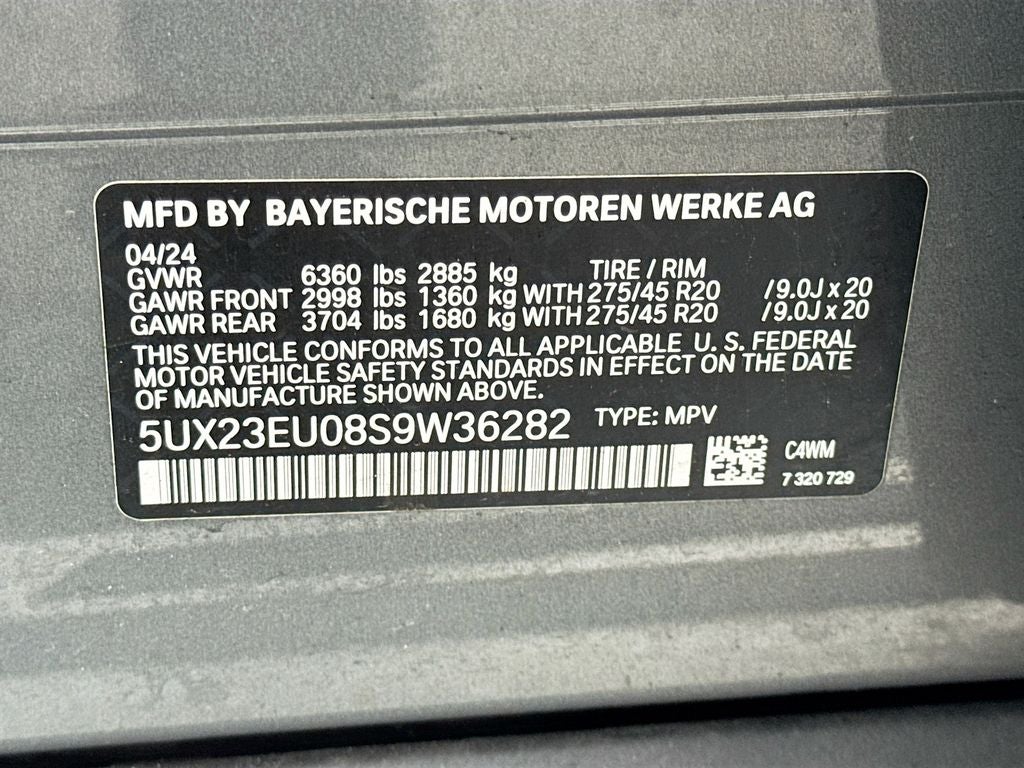 MFD BY BAYERISCHE MOTOREN WERKE AG
04/24
GVWR 6360 lbs 2885 kg TIRE / RIM
GAWR FRONT 2998 lbs 1360 kg WITH 275/45 R20 /9.0J x 20
GAWR REAR 3704 lbs 1680 kg WITH 275/45 R20 /9.0J x 20
THIS VEHICLE CONFORMS TO ALL APPLICABLE U. S. FEDERAL
MOTOR VEHICLE SAFETY STANDARDS IN EFFECT ON THE DATE
OF MANUFACTURE SHOWN ABOVE.
5UX23EU08S9W36282 TYPE: MPV
C4WM
7 320 729